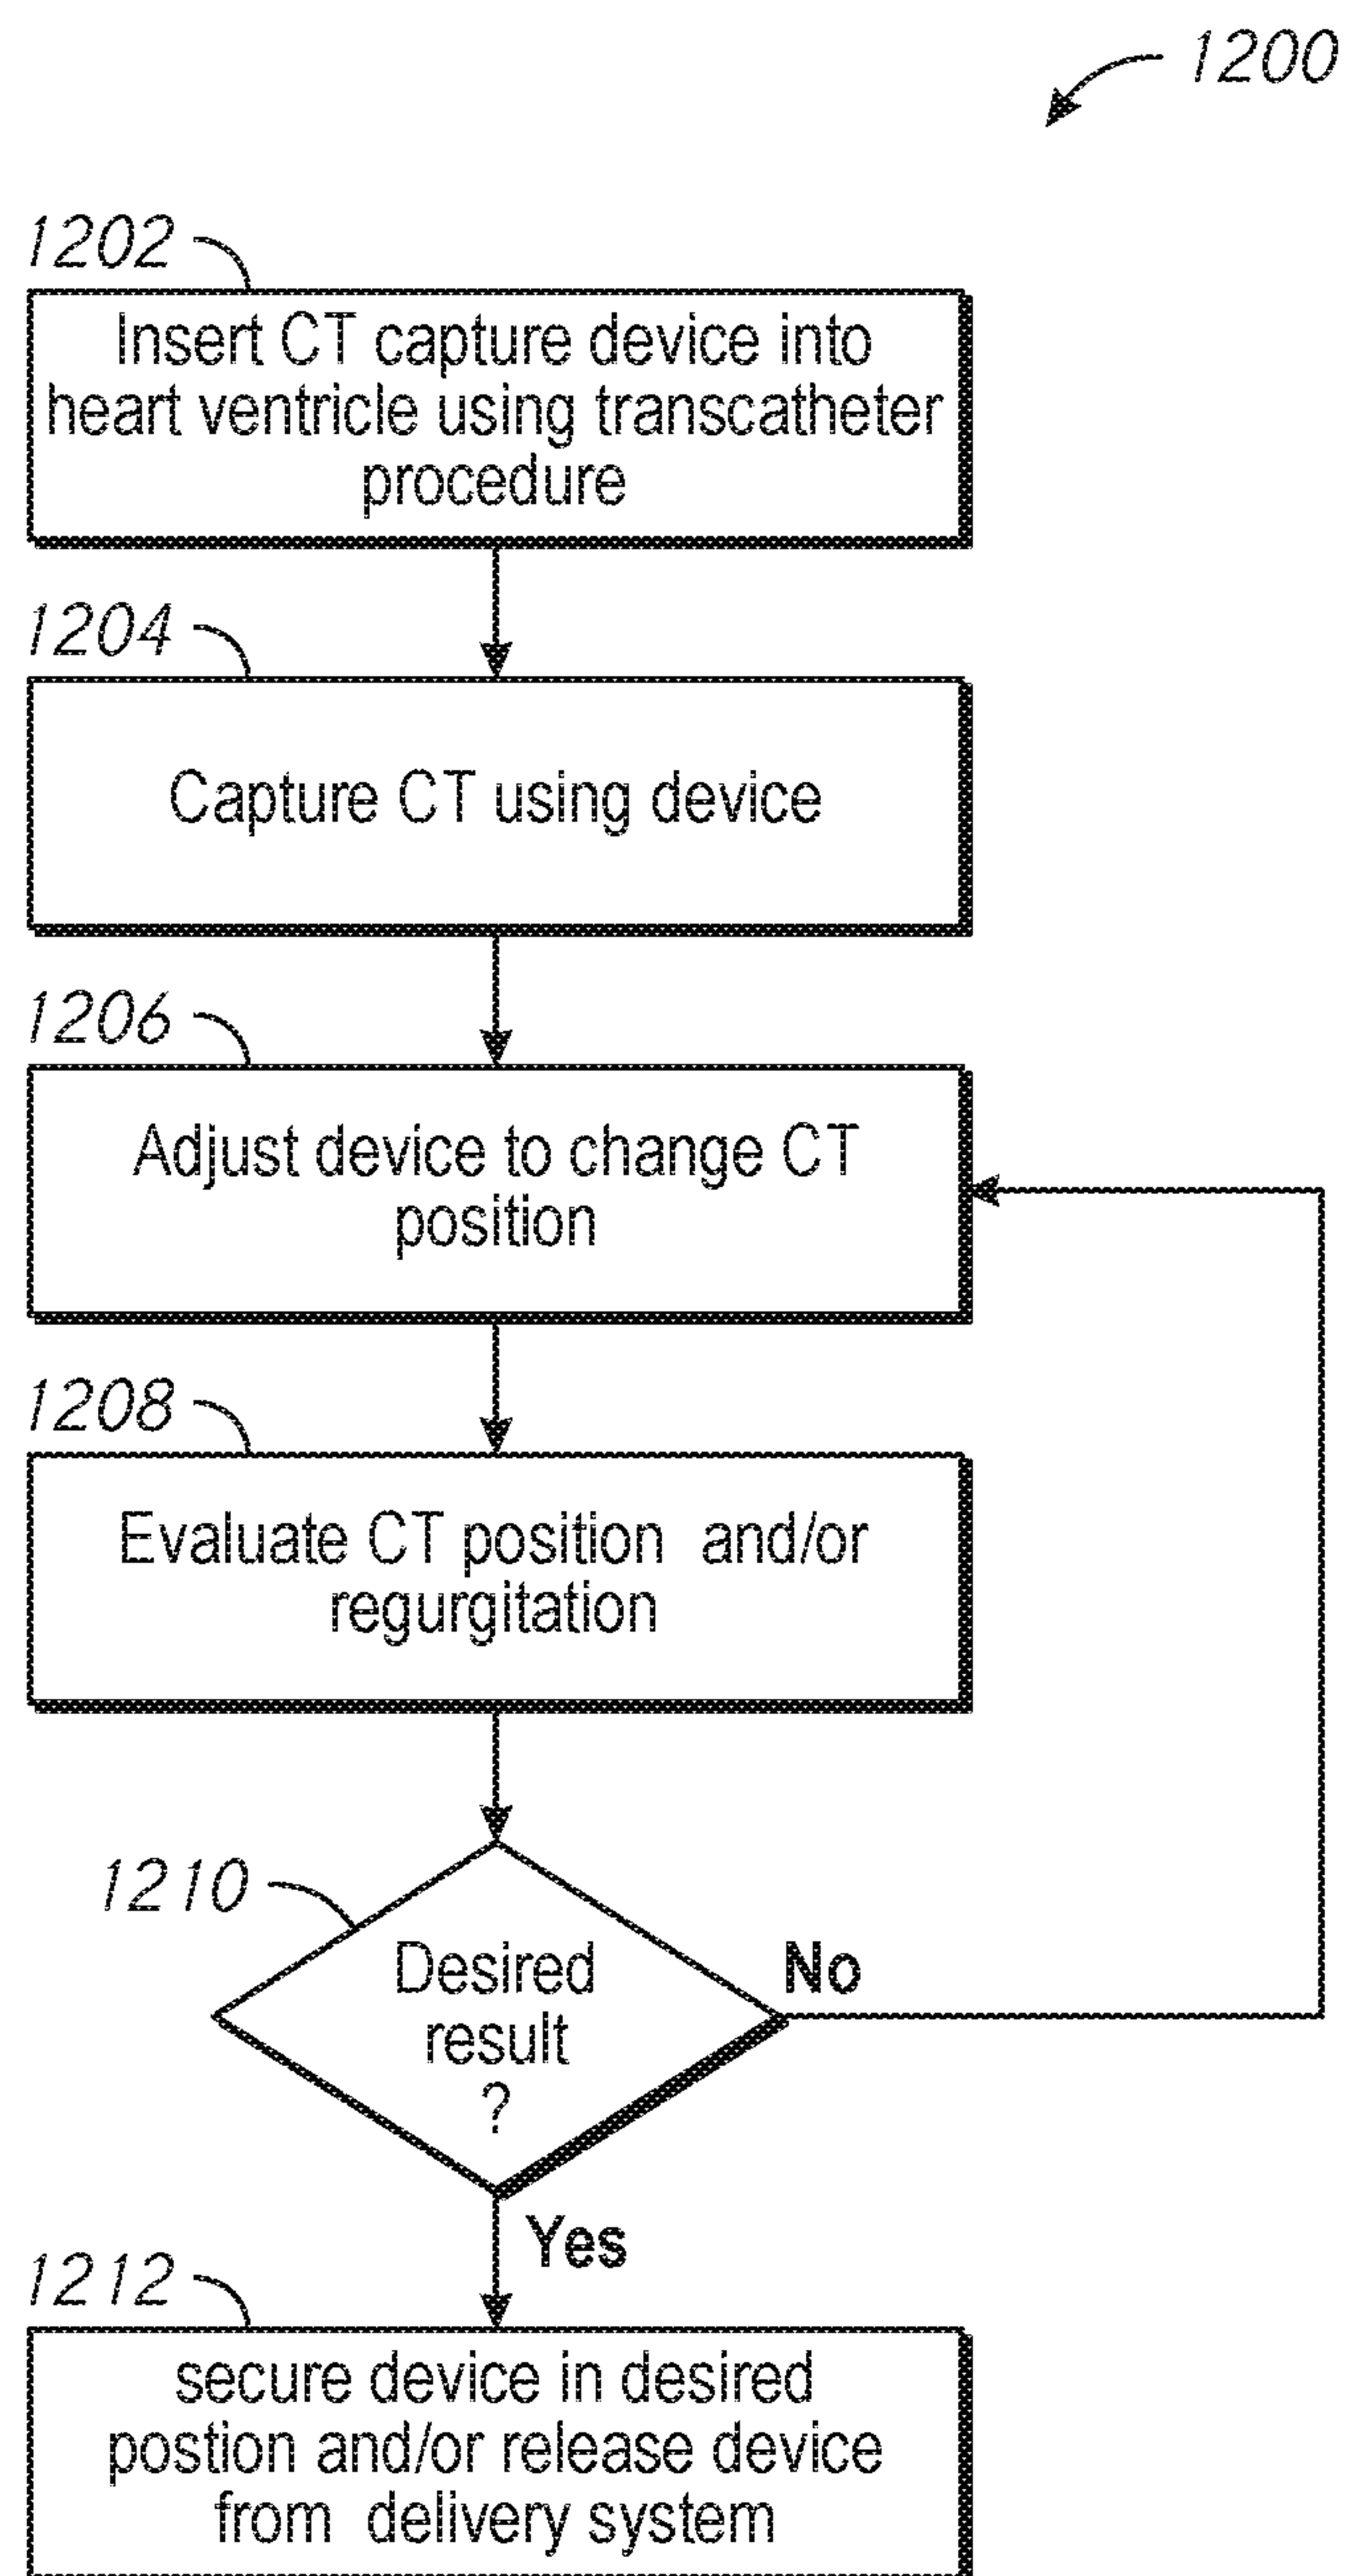 1200
1202
Insert CT capture device into
heart ventricle using transcatheter
procedure
1204
Capture CT using device
1206
Adjust device to change CT
position
1208
Evaluate CT position and/or
regurgitation
1210
Desired
result
?
No
Yes
1212
secure device in desired
postion and/or release device
from delivery system